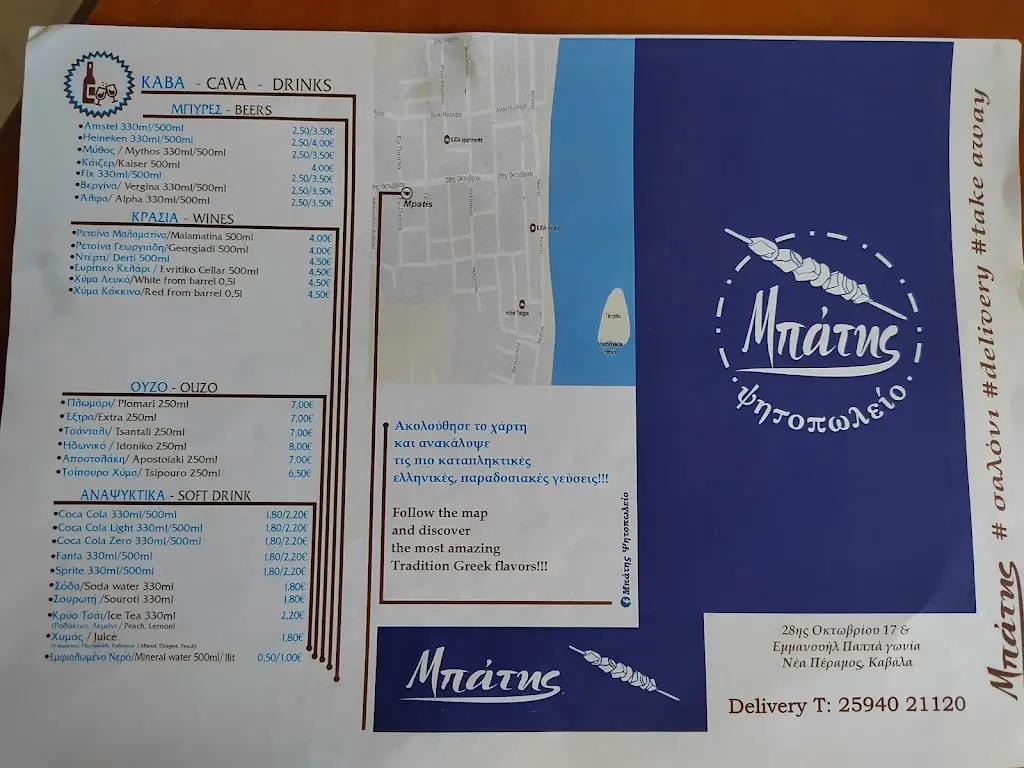 ΚΑΒΑ - CAVA - DRINKS
ΜΠΥΡΕΣ - BEERS
•Amstel 330ml/500ml 2,50/3,50€
•Heineken 330ml/500ml 2,50/4,00€
•Μύθος / Mythos 330ml/500ml 2,50/3,50€
•Κάιζερ/Kaiser 500ml 4,00€
•Fix 330ml/500ml 2,50/3,50€
•Βεργίνα/ Vergina 330ml/500ml 2,50/3,50€
•Άλφα/ Alpha 330ml/500ml 2,50/3,50€
ΚΡΑΣΙΑ - WINES
•Ρετσίνα Μαλαματίνα/Malamatina 500ml 4,00€
•Ρετσίνα Γεωργιάδη/Georgiadi 500ml 4,00€
•Ντέρτι/ Derti 500ml 4,50€
•Ευρίτικο Κελάρι / Evritiko Cellar 500ml 4,50€
•Χύμα Λευκό/White from barrel 0,5l 4,50€
•Χύμα Κόκκινο/Red from barrel 0,5l 4,50€
ΟΥΖΟ - OUZO
•Πλωμάρι/ Plomari 250ml 7,00€
•Έξτρα/Extra 250ml 7,00€
•Τσάνταλι/ Tsantali 250ml 7,00€
•Ηδωνικό / Idoniko 250ml 8,00€
•Αποστολάκη/ Apostolaki 250ml 7,00€
•Τσίπουρο Χύμα/ Tsipouro 250ml 6,50€
ΑΝΑΨΥΚΤΙΚΑ - SOFT DRINK
•Coca Cola 330ml/500ml 1,80/2,20€
•Coca Cola Light 330ml/500ml 1,80/2,20€
•Coca Cola Zero 330ml/500ml 1,80/2,20€
•Fanta 330ml/500ml 1,80/2,20€
•Sprite 330ml/500ml 1,80/2,20€
•Σόδα/Soda water 330ml 1,80€
•Σουρωτή / Souroti 330ml 1,80€
•Κρύο Τσάι/Ice Tea 330ml 2,20€
(Ροδάκινο, Λεμόνι / Peach, Lemon)
•Χυμός / Juice 1,80€
•Εμφιαλωμένο Νερό/Mineral water 500ml/ 1lit 0,50/1,00€
28ης Οκτωβρίου
Mpatis
Hotel Tsigas
Ακολούθησε το χάρτη
και ανακάλυψε
τις πιο καταπληκτικές
ελληνικές, παραδοσιακές γεύσεις!!!
Follow the map
and discover
the most amazing
Tradition Greek flavors!!!
Μπάτης Ψητοπωλείο
Μπάτης
Μπάτης
ψητοπωλείο
28ης Οκτωβρίου 17 &
Εμμανουήλ Παππά γωνία
Νέα Πέραμος, Καβάλα
Delivery T: 25940 21120
Μπάτης # σαλόνι #delivery #take away